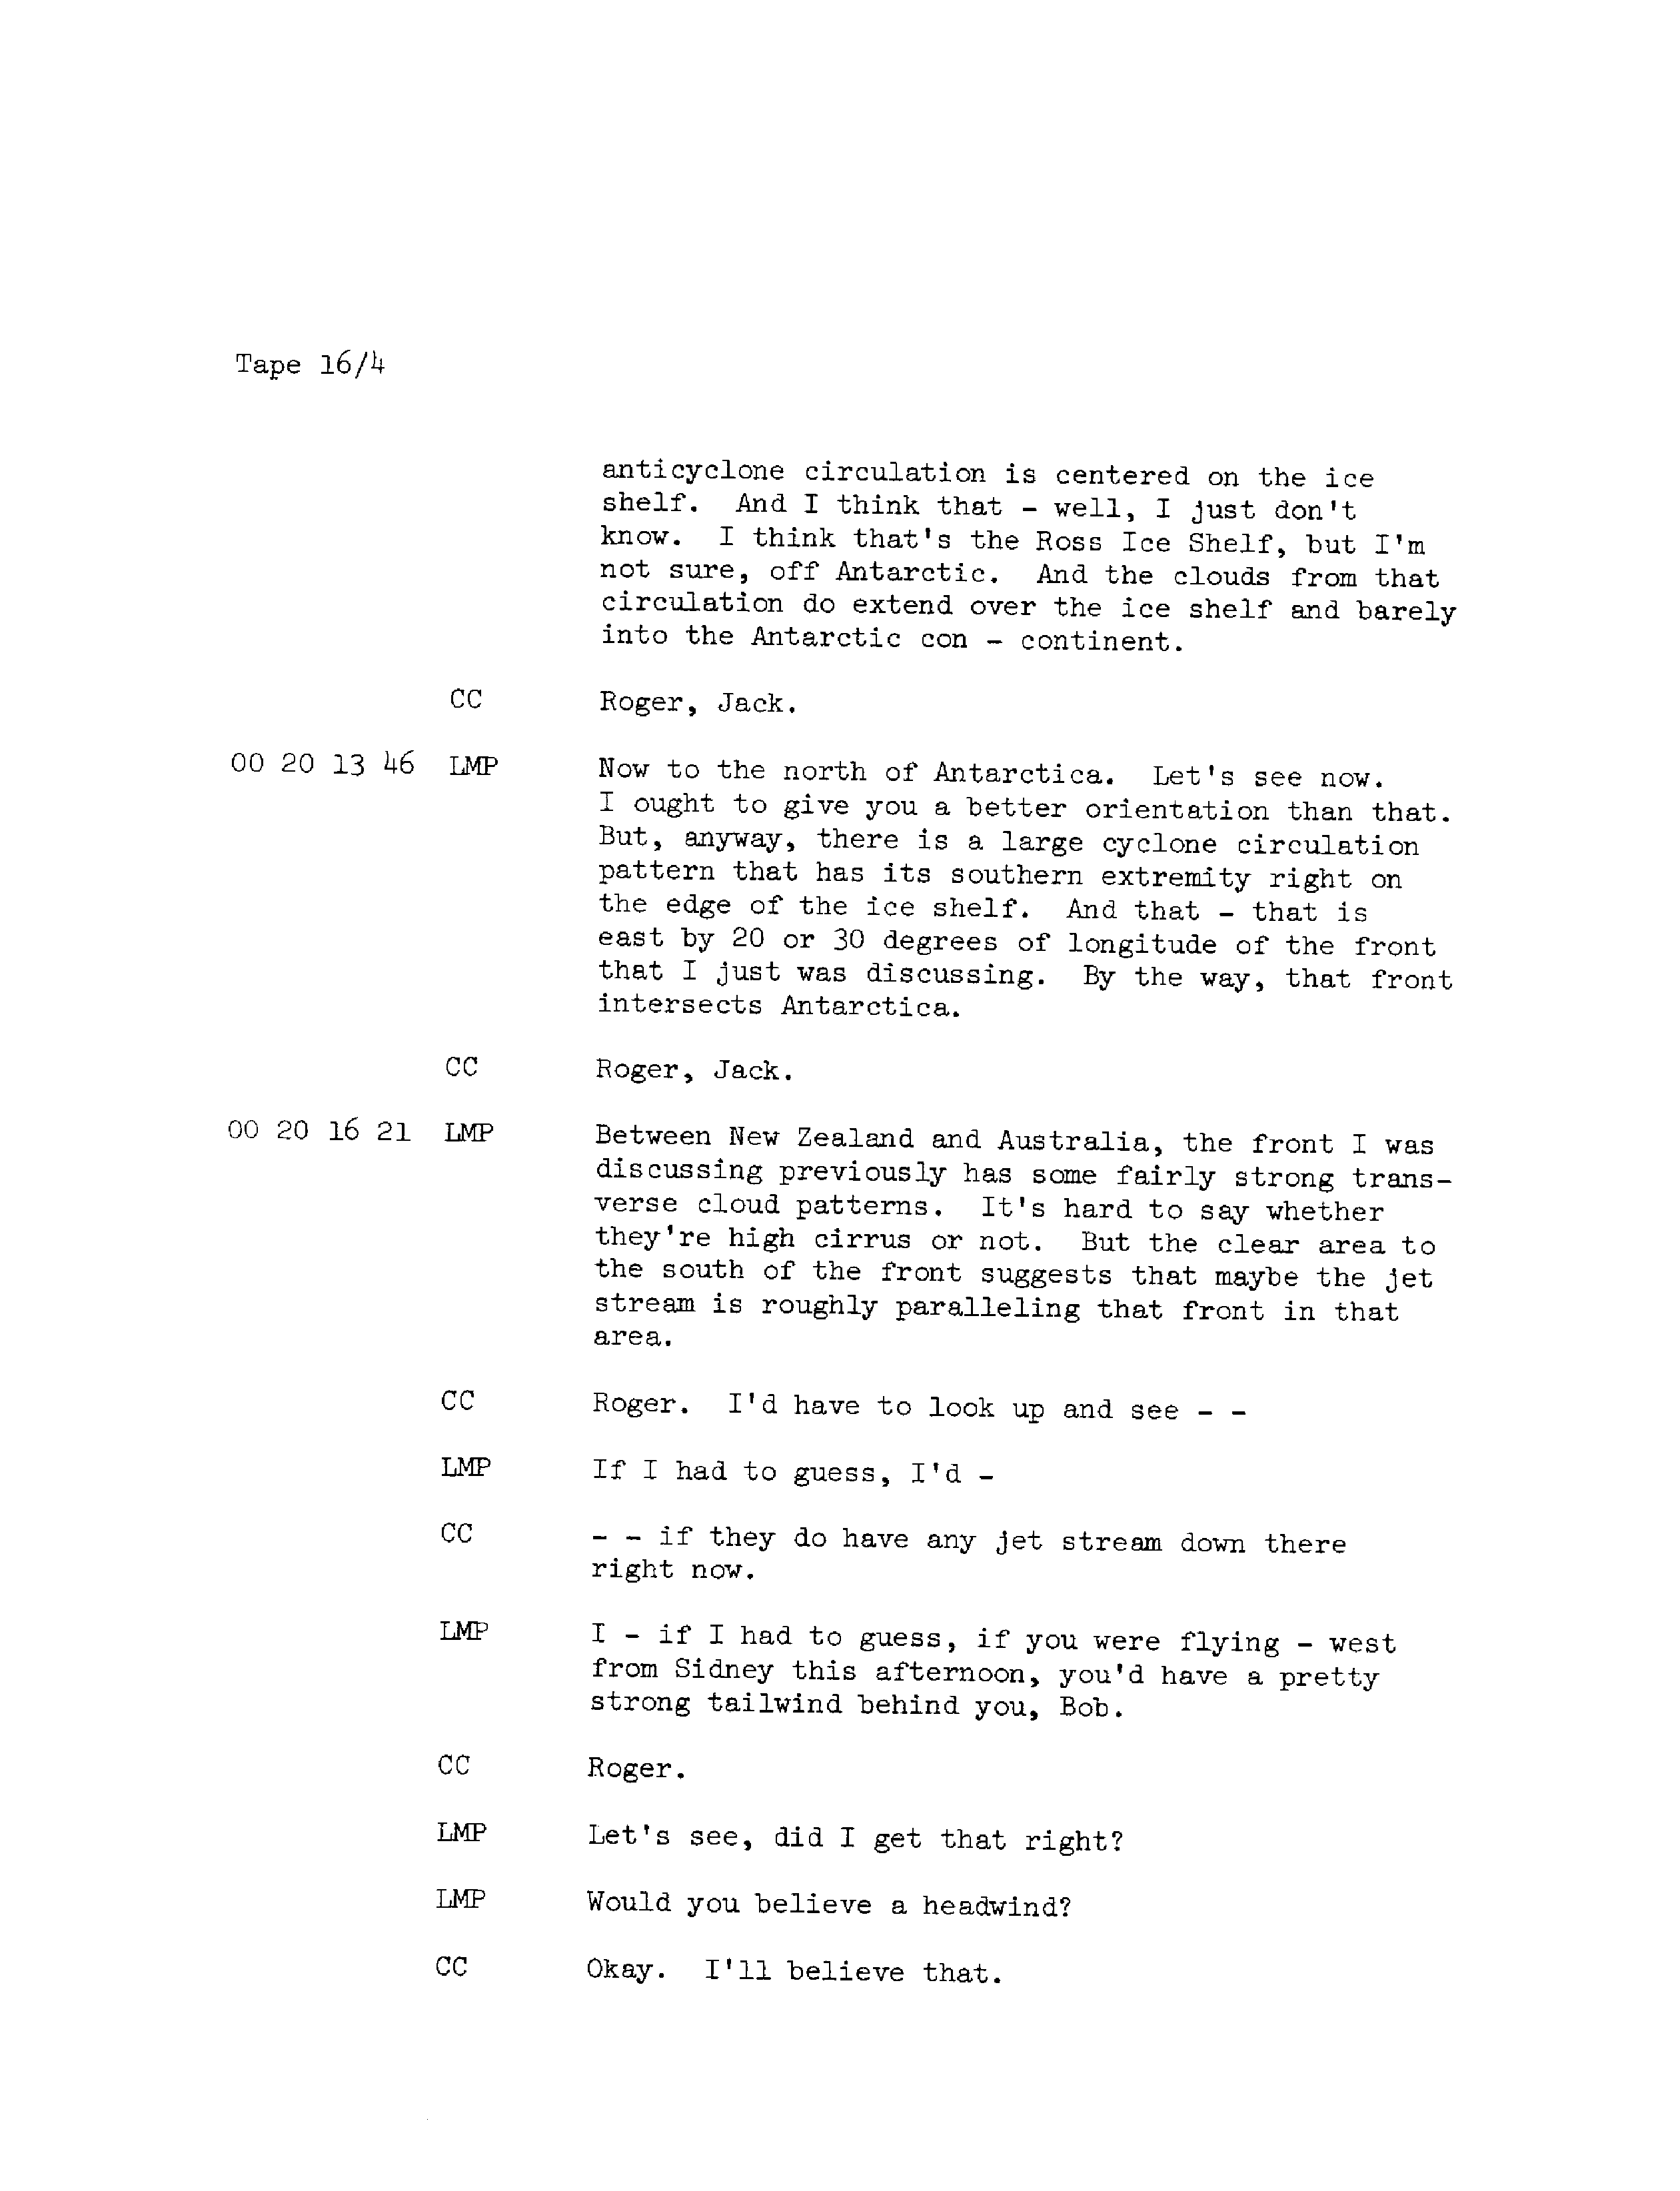 Tape 16/4
anticyclone circulation is centered on the ice
shelf. And I think that - well, I just don't
know. I think that's the Ross Ice Shelf, but I'm
not sure, off Antarctic. And the clouds from that
circulation do extend over the ice shelf and barely
into the Antarctic con - continent.
CC Roger, Jack.
00 20 13 46 LMP Now to the north of Antarctica. Let's see now.
I ought to give you a better orientation than that.
But, anyway, there is a large cyclone circulation
pattern that has its southern extremity right on
the edge of the ice shelf. And that - that is
east by 20 or 30 degrees of longitude of the front
that I just was discussing. By the way, that front
intersects Antarctica.
CC Roger, Jack.
00 20 16 21 LMP Between New Zealand and Australia, the front I was
discussing previously has some fairly strong trans-
verse cloud patterns. It's hard to say whether
they're high cirrus or not. But the clear area to
the south of the front suggests that maybe the jet
stream is roughly paralleling that front in that
area.
CC Roger. I'd have to look up and see - -
LMP If I had to guess, I'd -
CC - - if they do have any jet stream down there
right now.
LMP I - if I had to guess, if you were flying - west
from Sidney this afternoon, you'd have a pretty
strong tailwind behind you, Bob.
CC Roger.
LMP Let's see, did I get that right?
LMP Would you believe a headwind?
CC Okay. I'll believe that.